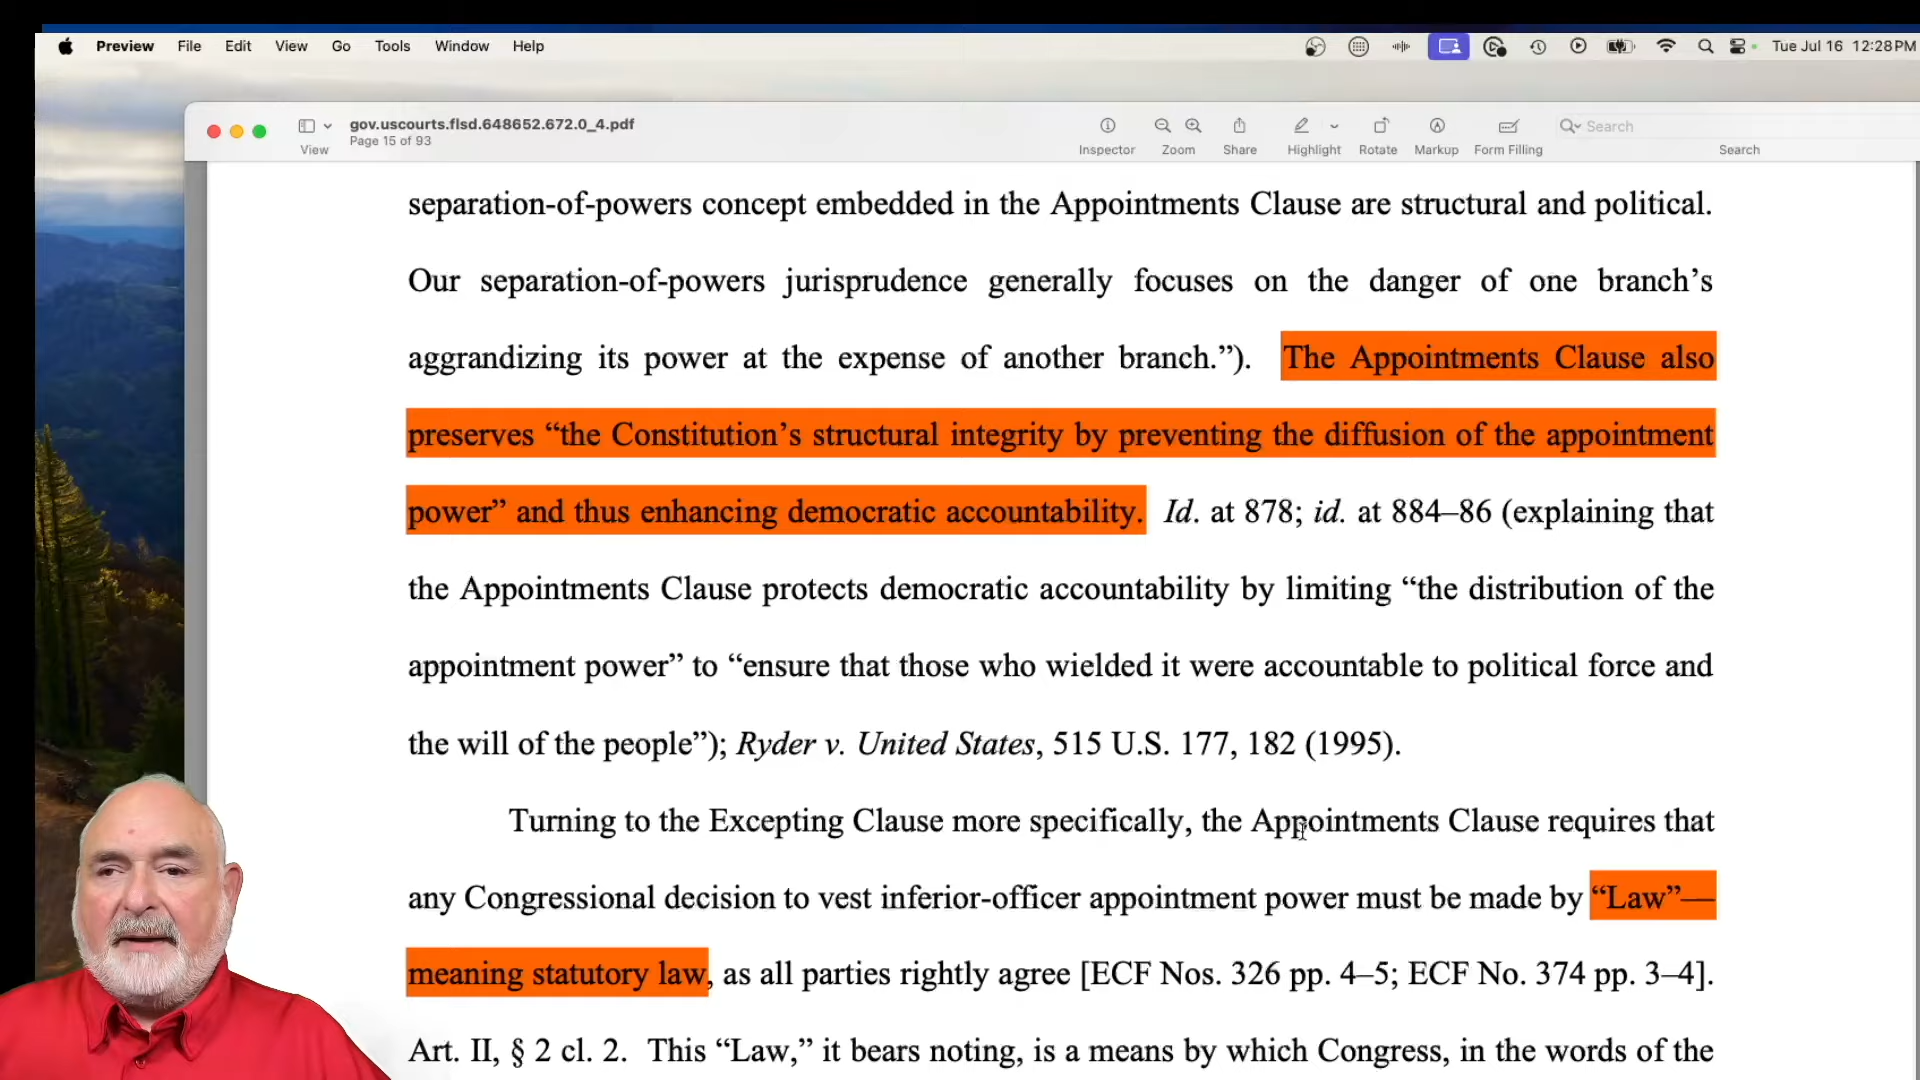 Preview File Edit View Go Tools Window Help Tue Jul 16 12:28 PM
gov.uscourts.flsd.648652.672.0_4.pdf
Page 15 of 93
View Inspector Zoom Share Highlight Rotate Markup Form Filling Search
Search
separation-of-powers concept embedded in the Appointments Clause are structural and political.
Our separation-of-powers jurisprudence generally focuses on the danger of one branch’s
aggrandizing its power at the expense of another branch.”). The Appointments Clause also
preserves “the Constitution’s structural integrity by preventing the diffusion of the appointment
power” and thus enhancing democratic accountability. Id. at 878; id. at 884–86 (explaining that
the Appointments Clause protects democratic accountability by limiting “the distribution of the
appointment power” to “ensure that those who wielded it were accountable to political force and
the will of the people”); Ryder v. United States, 515 U.S. 177, 182 (1995).
Turning to the Excepting Clause more specifically, the Appointments Clause requires that
any Congressional decision to vest inferior-officer appointment power must be made by “Law”—
meaning statutory law, as all parties rightly agree [ECF Nos. 326 pp. 4–5; ECF No. 374 pp. 3–4].
Art. II, § 2 cl. 2. This “Law,” it bears noting, is a means by which Congress, in the words of the